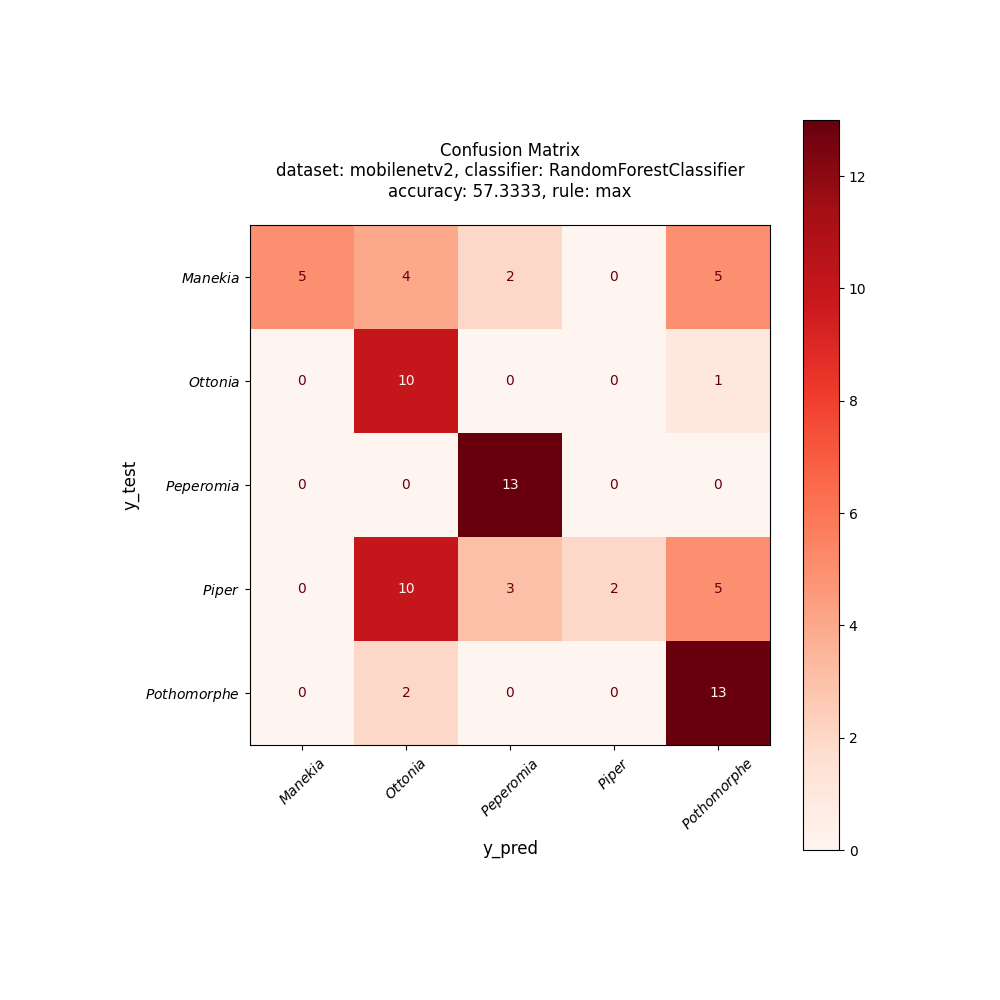 Confusion Matrix
dataset: mobilenetv2, classifier: RandomForestClassifier
accuracy: 57.3333, rule: max
Manekia 5 4 2 0 5
Ottonia 0 10 0 0 1
Peperomia 0 0 13 0 0
Piper 0 10 3 2 5
Pothomorphe 0 2 0 0 13
y_test
Manekia Ottonia Peperomia Piper Pothomorphe
y_pred
12
10
8
6
4
2
0